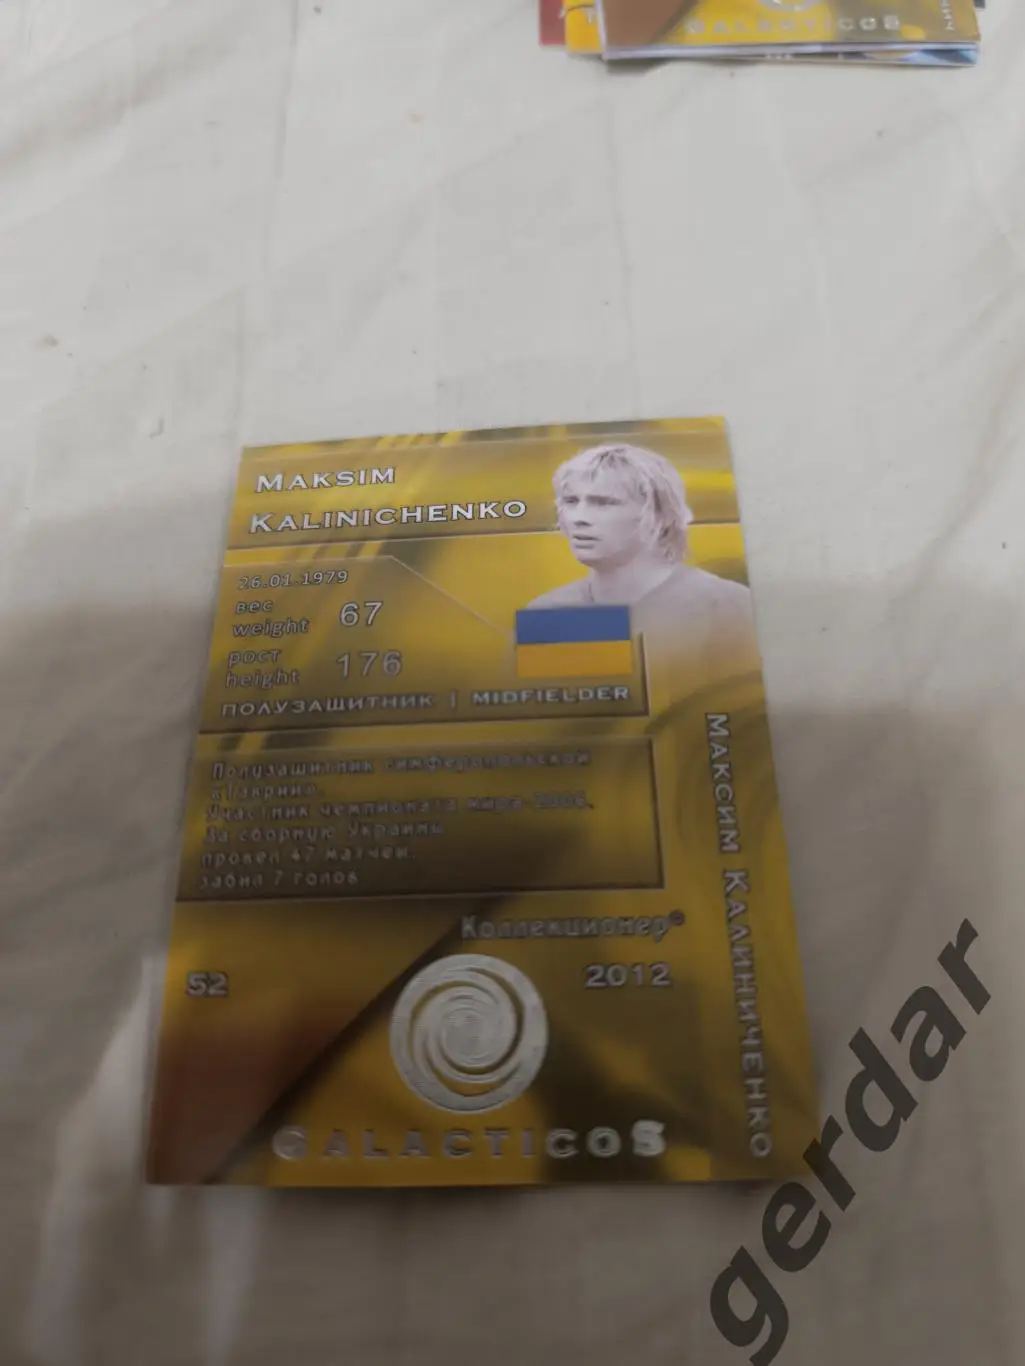 GALACTICOS
MAKSIM
KALINICHENKO
26.01.1979
вес
weight 67
рост
height 176
ПОЛУЗАЩИТНИК | MIDFIELDER
Полузащитник симферопольской
«Таврии».
Участник чемпионата мира-2006.
За сборную Украины
провел 47 матчей,
забил 7 голов
Коллекционер®
52
2012
GALACTICOS
МАКСИМ КАЛИНИЧЕНКО
gerdar